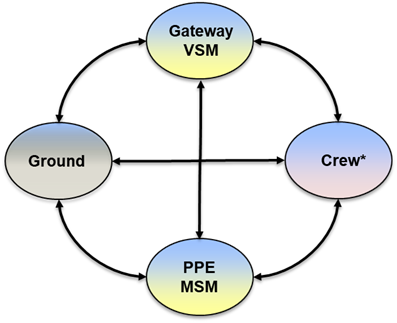 Gateway
VSM
Ground
Crew*
PPE
MSM